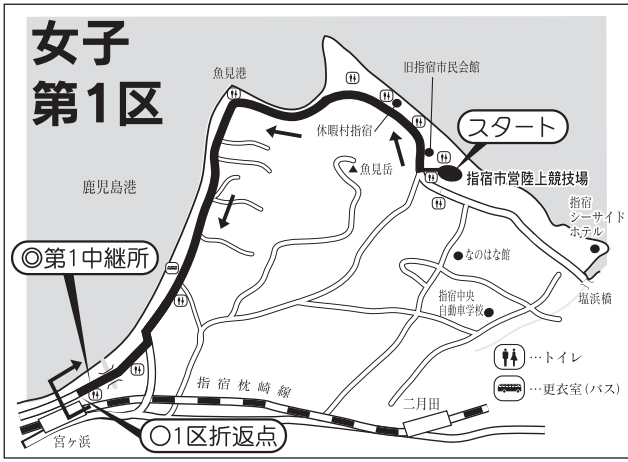 女子
第1区
魚見港
旧指宿市民会館
休暇村指宿
スタート
魚見岳
指宿市営陸上競技場
鹿児島港
指宿
シーサイド
ホテル
◎第1中継所
なのはな館
指宿中央
自動車学校
塩浜橋
…トイレ
…更衣室(バス)
指宿枕崎線
二月田
○1区折返点
宮ヶ浜